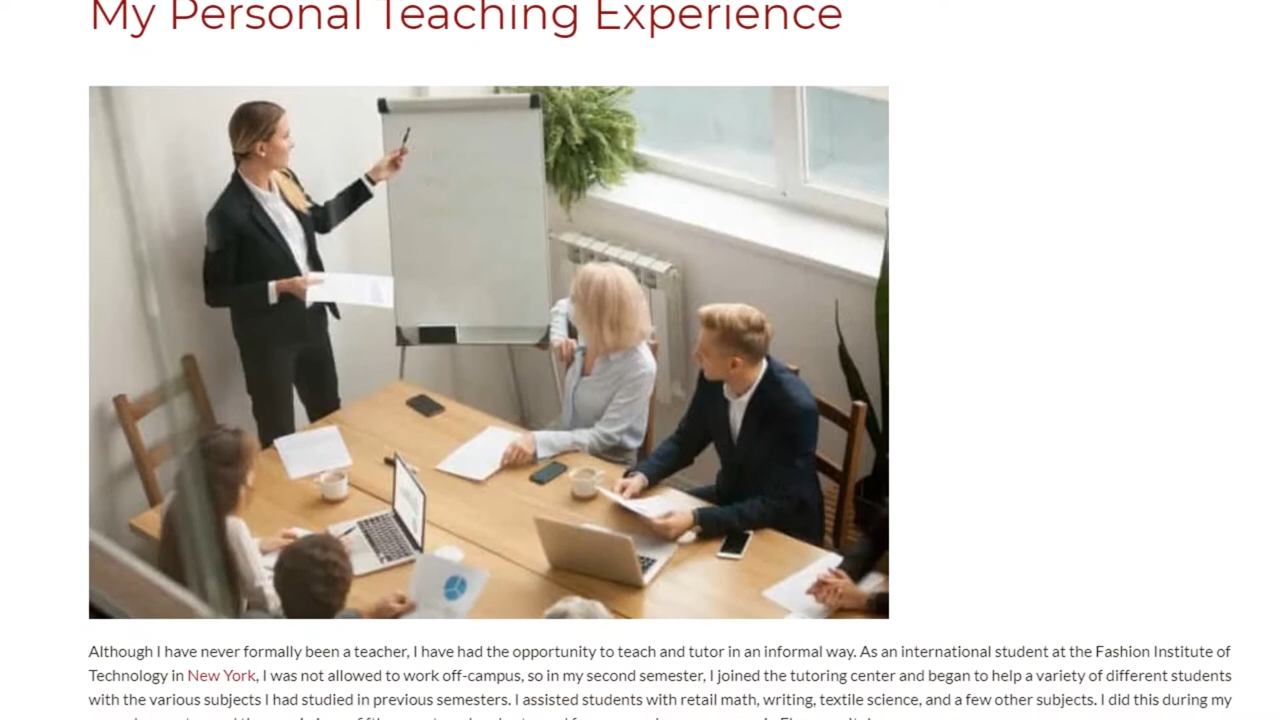 My Personal Teaching Experience
Although I have never formally been a teacher, I have had the opportunity to teach and tutor in an informal way. As an international student at the Fashion Institute of
Technology in New York, I was not allowed to work off-campus, so in my second semester, I joined the tutoring center and began to help a variety of different students
with the various subjects I had studied in previous semesters. I assisted students with retail math, writing, textile science, and a few other subjects. I did this during my